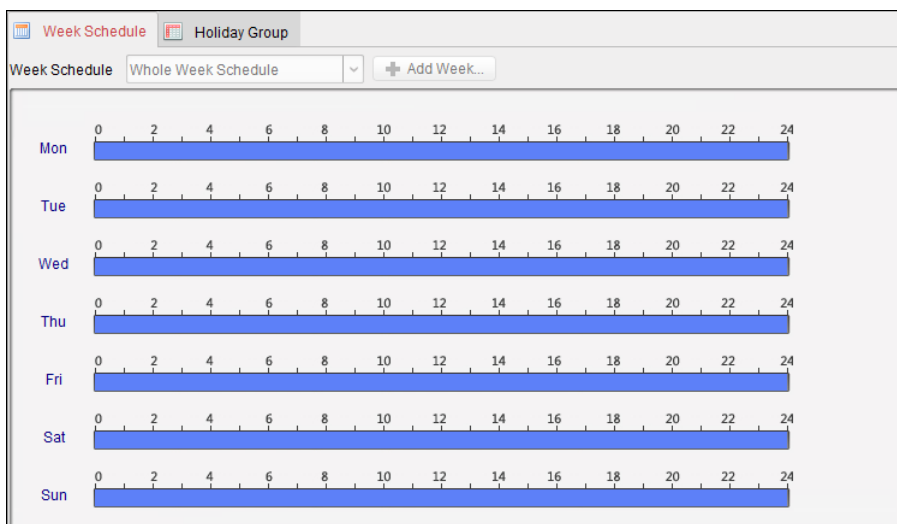 Week Schedule Holiday Group
Week Schedule Whole Week Schedule Add Week...
0 2 4 6 8 10 12 14 16 18 20 22 24
Mon
0 2 4 6 8 10 12 14 16 18 20 22 24
Tue
0 2 4 6 8 10 12 14 16 18 20 22 24
Wed
0 2 4 6 8 10 12 14 16 18 20 22 24
Thu
0 2 4 6 8 10 12 14 16 18 20 22 24
Fri
0 2 4 6 8 10 12 14 16 18 20 22 24
Sat
0 2 4 6 8 10 12 14 16 18 20 22 24
Sun